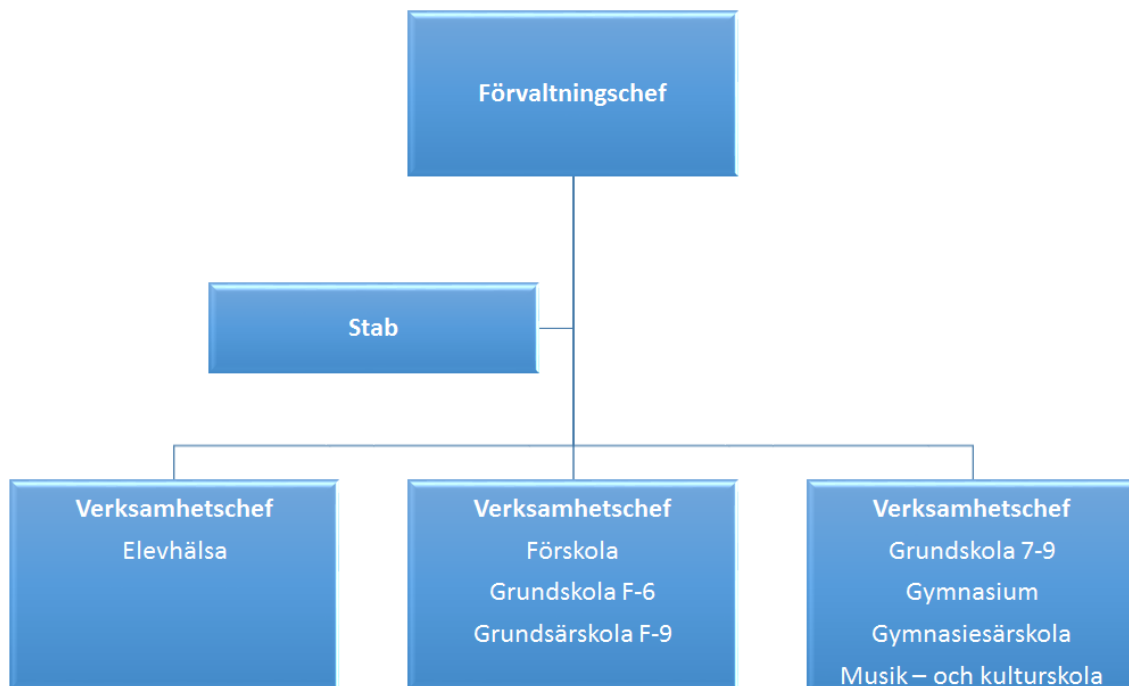 Förvaltningschef
Stab
Verksamhetschef
Elevhälsa
Verksamhetschef
Förskola
Grundskola F-6
Grundsärskola F-9
Verksamhetschef
Grundskola 7-9
Gymnasium
Gymnasiesärskola
Musik – och kulturskola